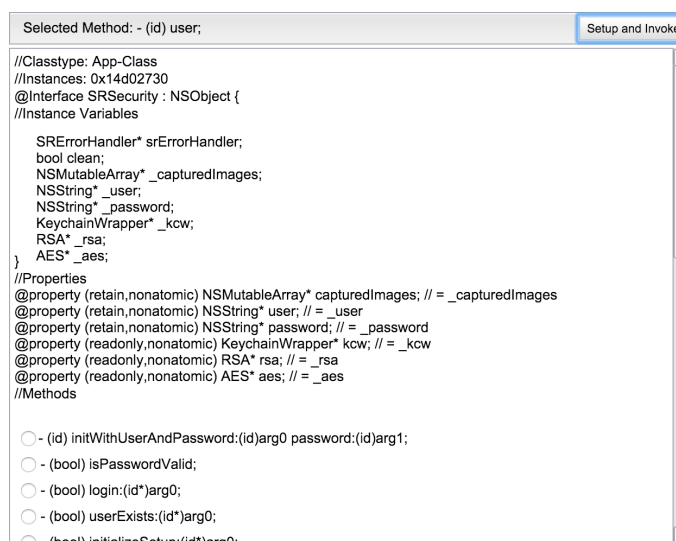 Selected Method: - (id) user;
Setup and Invoke
//Classtype: App-Class
//Instances: 0x14d02730
@Interface SRSecurity : NSObject {
//Instance Variables
SRErrorHandler* srErrorHandler;
bool clean;
NSMutableArray* _capturedImages;
NSString* _user;
NSString* _password;
KeychainWrapper* _kcw;
RSA* _rsa;
AES* _aes;
}
//Properties
@property (retain,nonatomic) NSMutableArray* capturedImages; // = _capturedImages
@property (retain,nonatomic) NSString* user; // = _user
@property (retain,nonatomic) NSString* password; // = _password
@property (readonly,nonatomic) KeychainWrapper* kcw; // = _kcw
@property (readonly,nonatomic) RSA* rsa; // = _rsa
@property (readonly,nonatomic) AES* aes; // = _aes
//Methods
- (id) initWithUserAndPassword:(id)arg0 password:(id)arg1;
- (bool) isPasswordValid;
- (bool) login:(id*)arg0;
- (bool) userExists:(id*)arg0;
- (bool) initializeSetup:(id*)arg0;